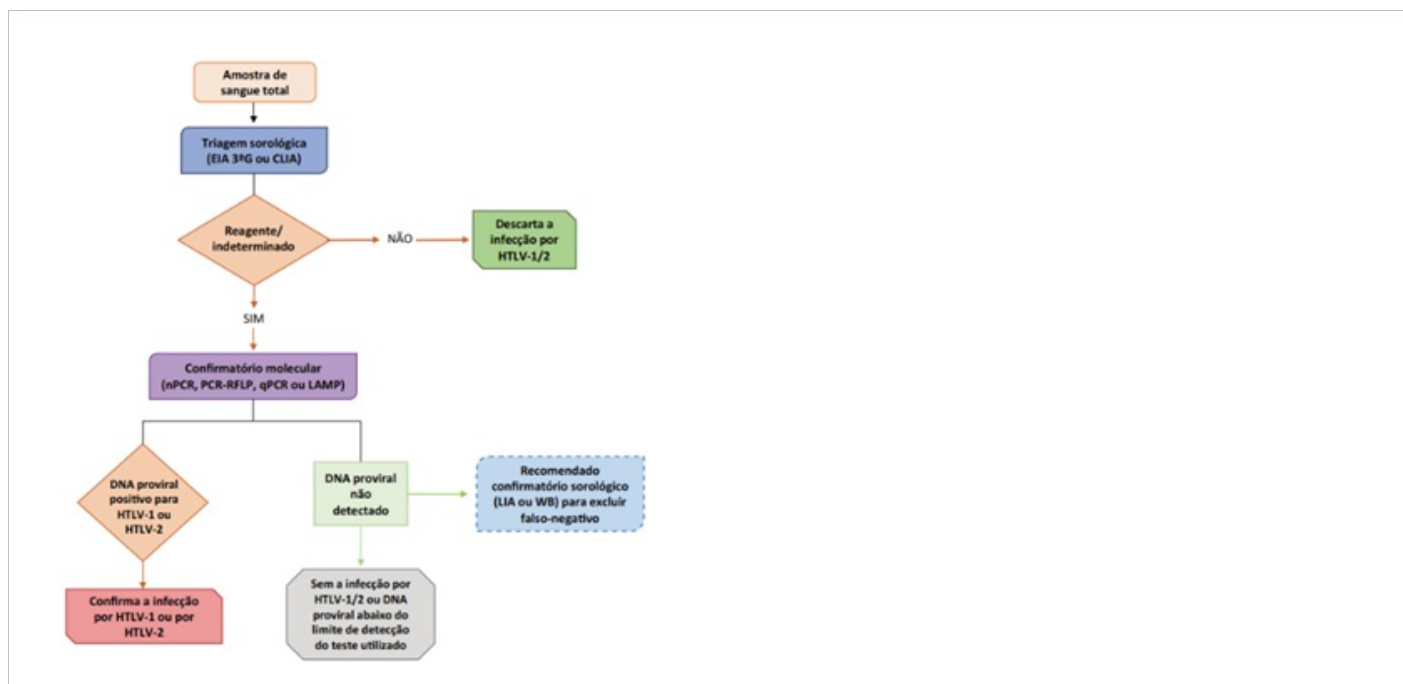 Amostra de
sangue total
Triagem sorológica
(EIA 3ªG ou CLIA)
Reagente/
indeterminado
NÃO
Descarta a
infecção por
HTLV-1/2
SIM
Confirmatório molecular
(nPCR, PCR-RFLP, qPCR ou LAMP)
DNA proviral
positivo para
HTLV-1 ou
HTLV-2
DNA proviral
não
detectado
Recomendado
confirmatório sorológico
(LIA ou WB) para excluir
falso-negativo
Confirma a infecção
por HTLV-1 ou por
HTLV-2
Sem a infecção por
HTLV-1/2 ou DNA
proviral abaixo do
limite de detecção
do teste utilizado